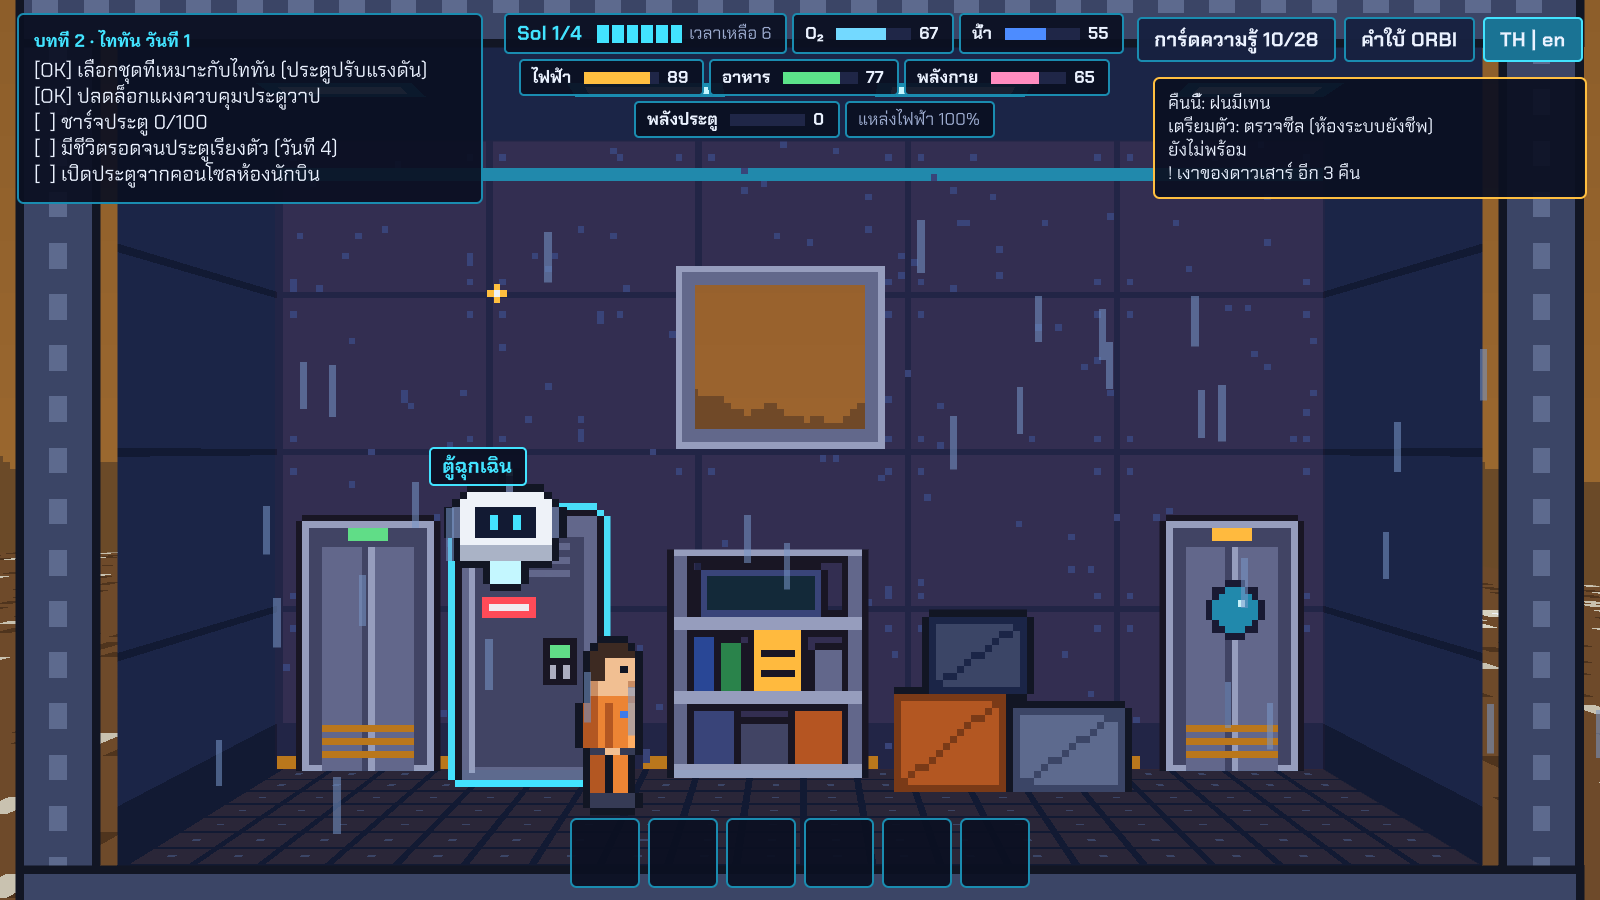 บทที่ 2 · ไททัน วันที่ 1
[OK] เลือกชุดที่เหมาะกับไททัน (ประตูปรับแรงดัน)
[OK] ปลดล็อกแผงควบคุมประตูวาป
[ ] ชาร์จประตู 0/100
[ ] มีชีวิตรอดจนประตูเรียงตัว (วันที่ 4)
[ ] เปิดประตูจากคอนโซลห้องนักบิน
Sol 1/4 เวลาเหลือ 6
O₂ 67
น้ำ 55
ไฟฟ้า 89
อาหาร 77
พลังกาย 65
พลังประตู 0
แหล่งไฟฟ้า 100%
การ์ดความรู้ 10/28
คำใบ้ ORBI
TH | en
คืนนี้: ฝนมีเทน
เตรียมตัว: ตรวจซีล (ห้องระบบยังชีพ)
ยังไม่พร้อม
! เงาของดาวเสาร์ อีก 3 คืน
ตู้ฉุกเฉิน